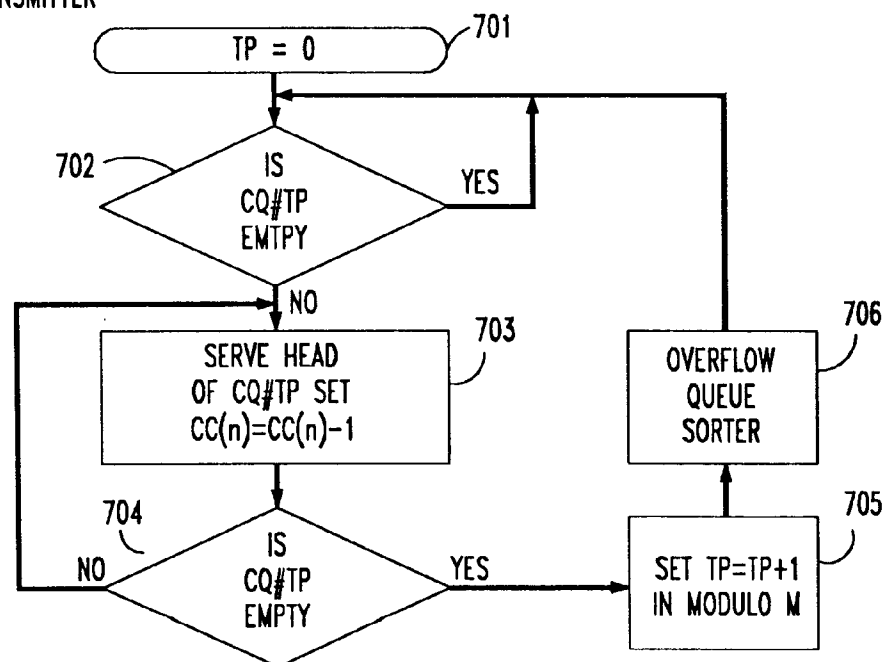 701
TP = 0
702
IS
CQ#TP
EMTPY
YES
NO
703
SERVE HEAD
OF CQ#TP SET
CC(n)=CC(n)-1
706
OVERFLOW
QUEUE
SORTER
704
IS
CQ#TP
EMPTY
NO
YES
705
SET TP=TP+1
IN MODULO M